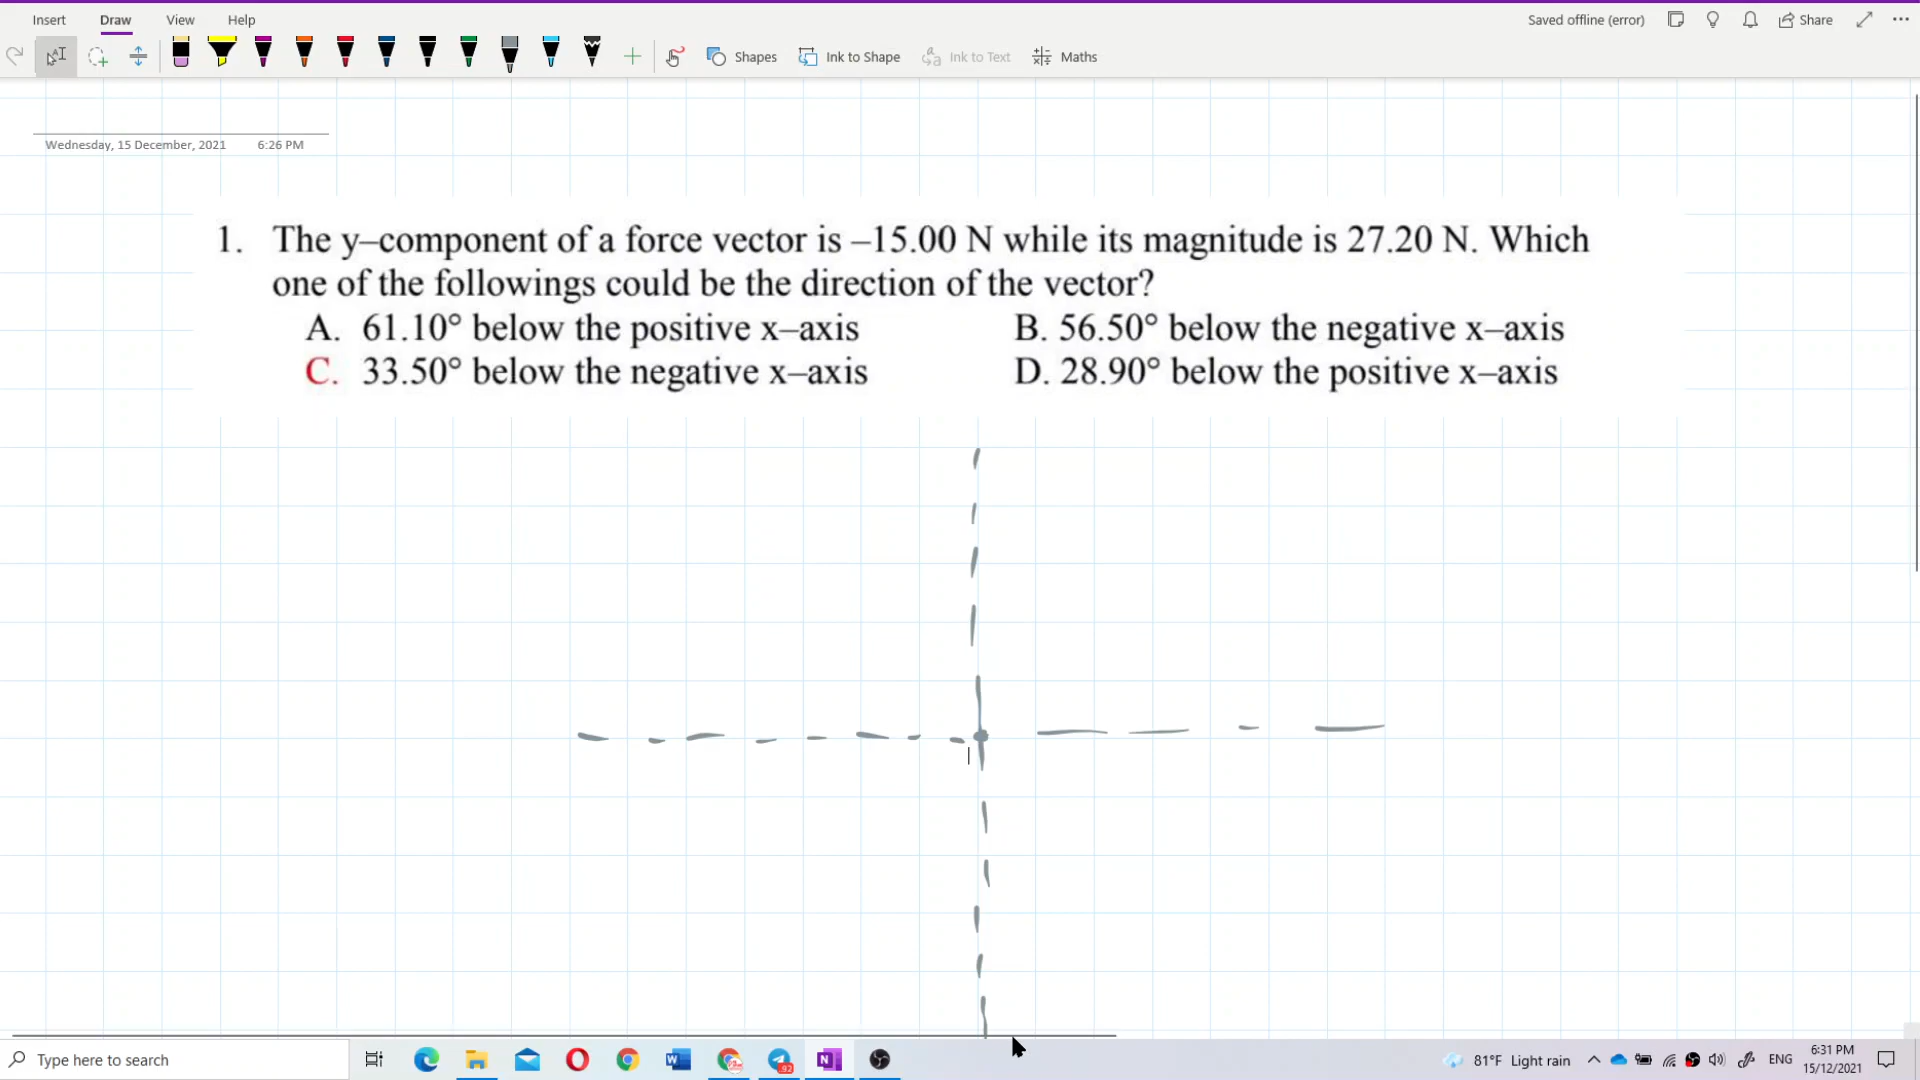 Insert Draw View Help Saved offline (error) Share
Shapes Ink to Shape Ink to Text Maths
Wednesday, 15 December, 2021 6:26 PM
1. The y–component of a force vector is –15.00 N while its magnitude is 27.20 N. Which
one of the followings could be the direction of the vector?
A. 61.10° below the positive x–axis B. 56.50° below the negative x–axis
C. 33.50° below the negative x–axis D. 28.90° below the positive x–axis
Type here to search 81°F Light rain ENG 6:31 PM
15/12/2021